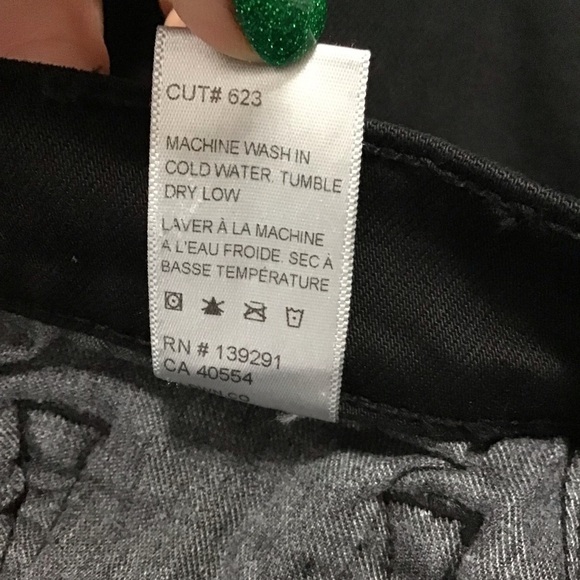 CUT# 623
MACHINE WASH IN
COLD WATER. TUMBLE
DRY LOW
LAVER À LA MACHINE
A L'EAU FROIDE. SEC À
BASSE TEMPÉRATURE
RN # 139291
CA 40554